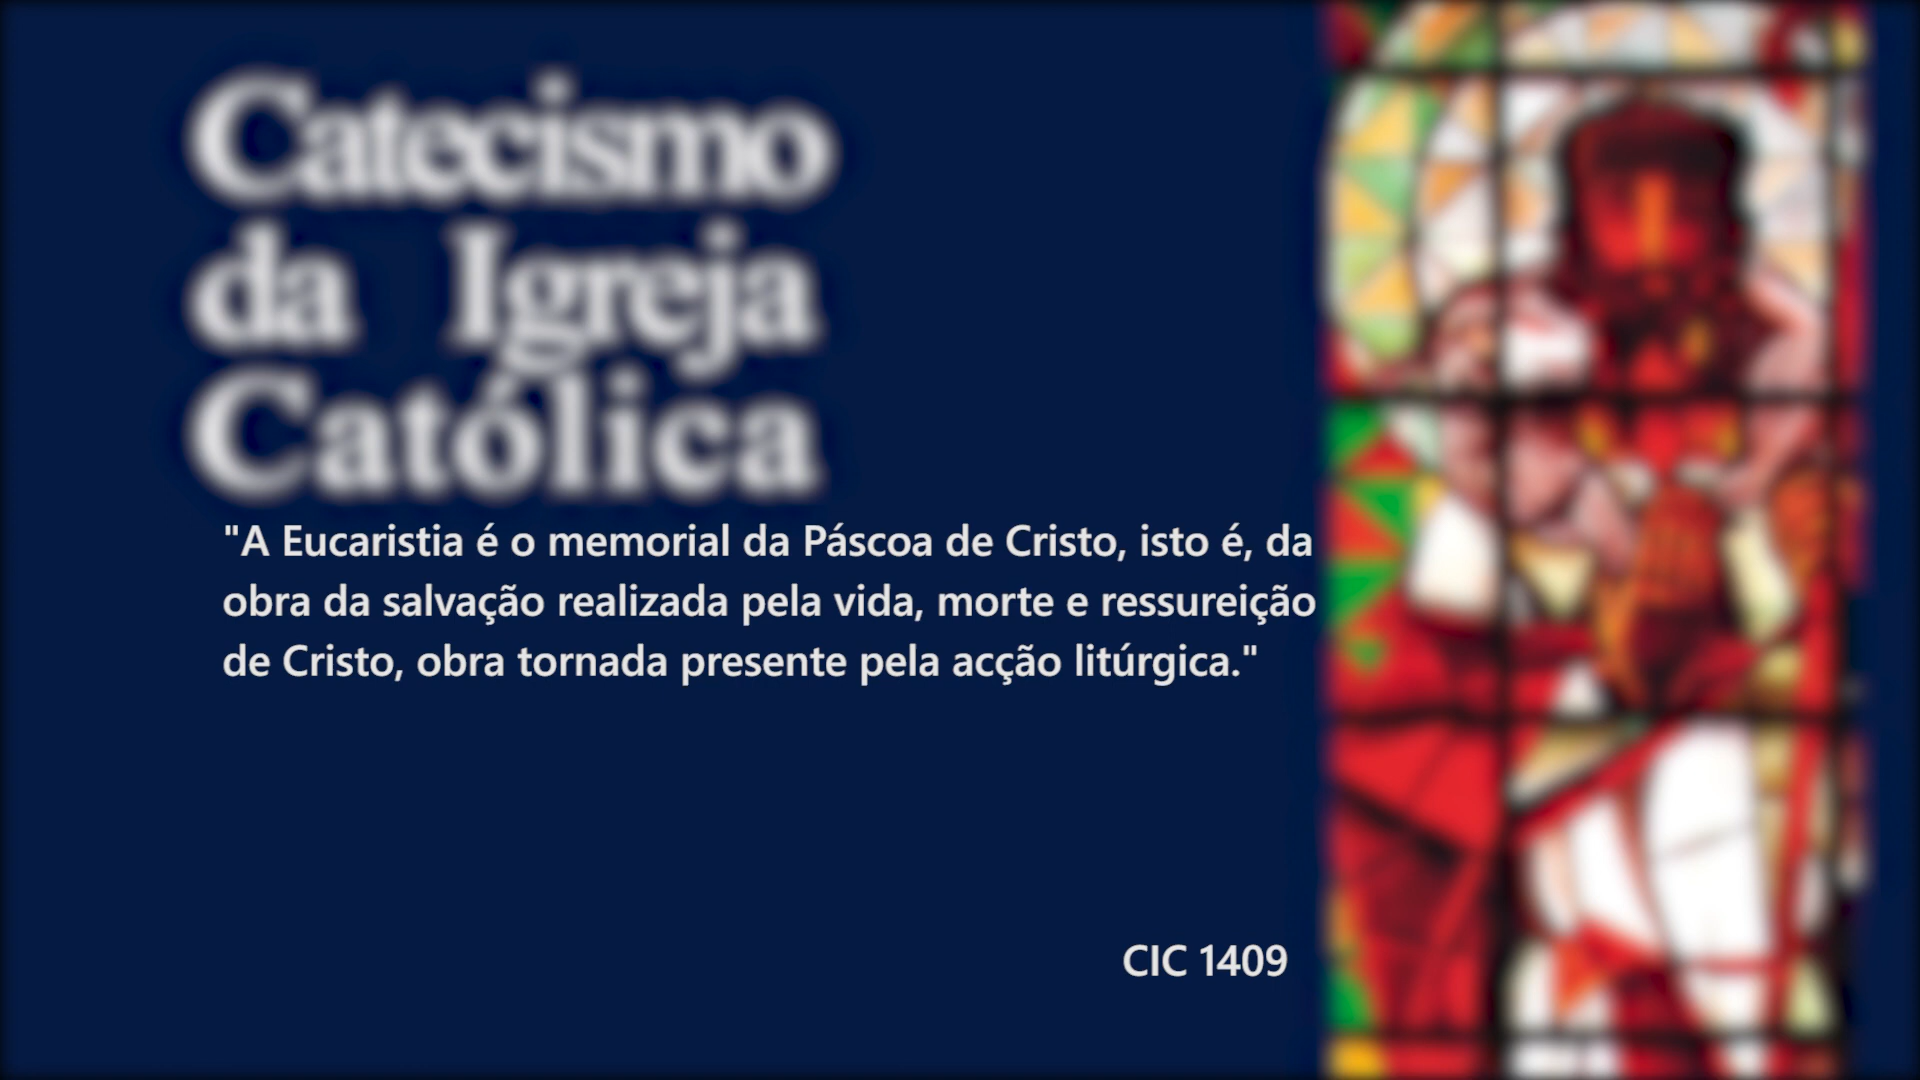 Catecismo
da Igreja
Católica
"A Eucaristia é o memorial da Páscoa de Cristo, isto é, da
obra da salvação realizada pela vida, morte e ressureição
de Cristo, obra tornada presente pela acção litúrgica."
CIC 1409